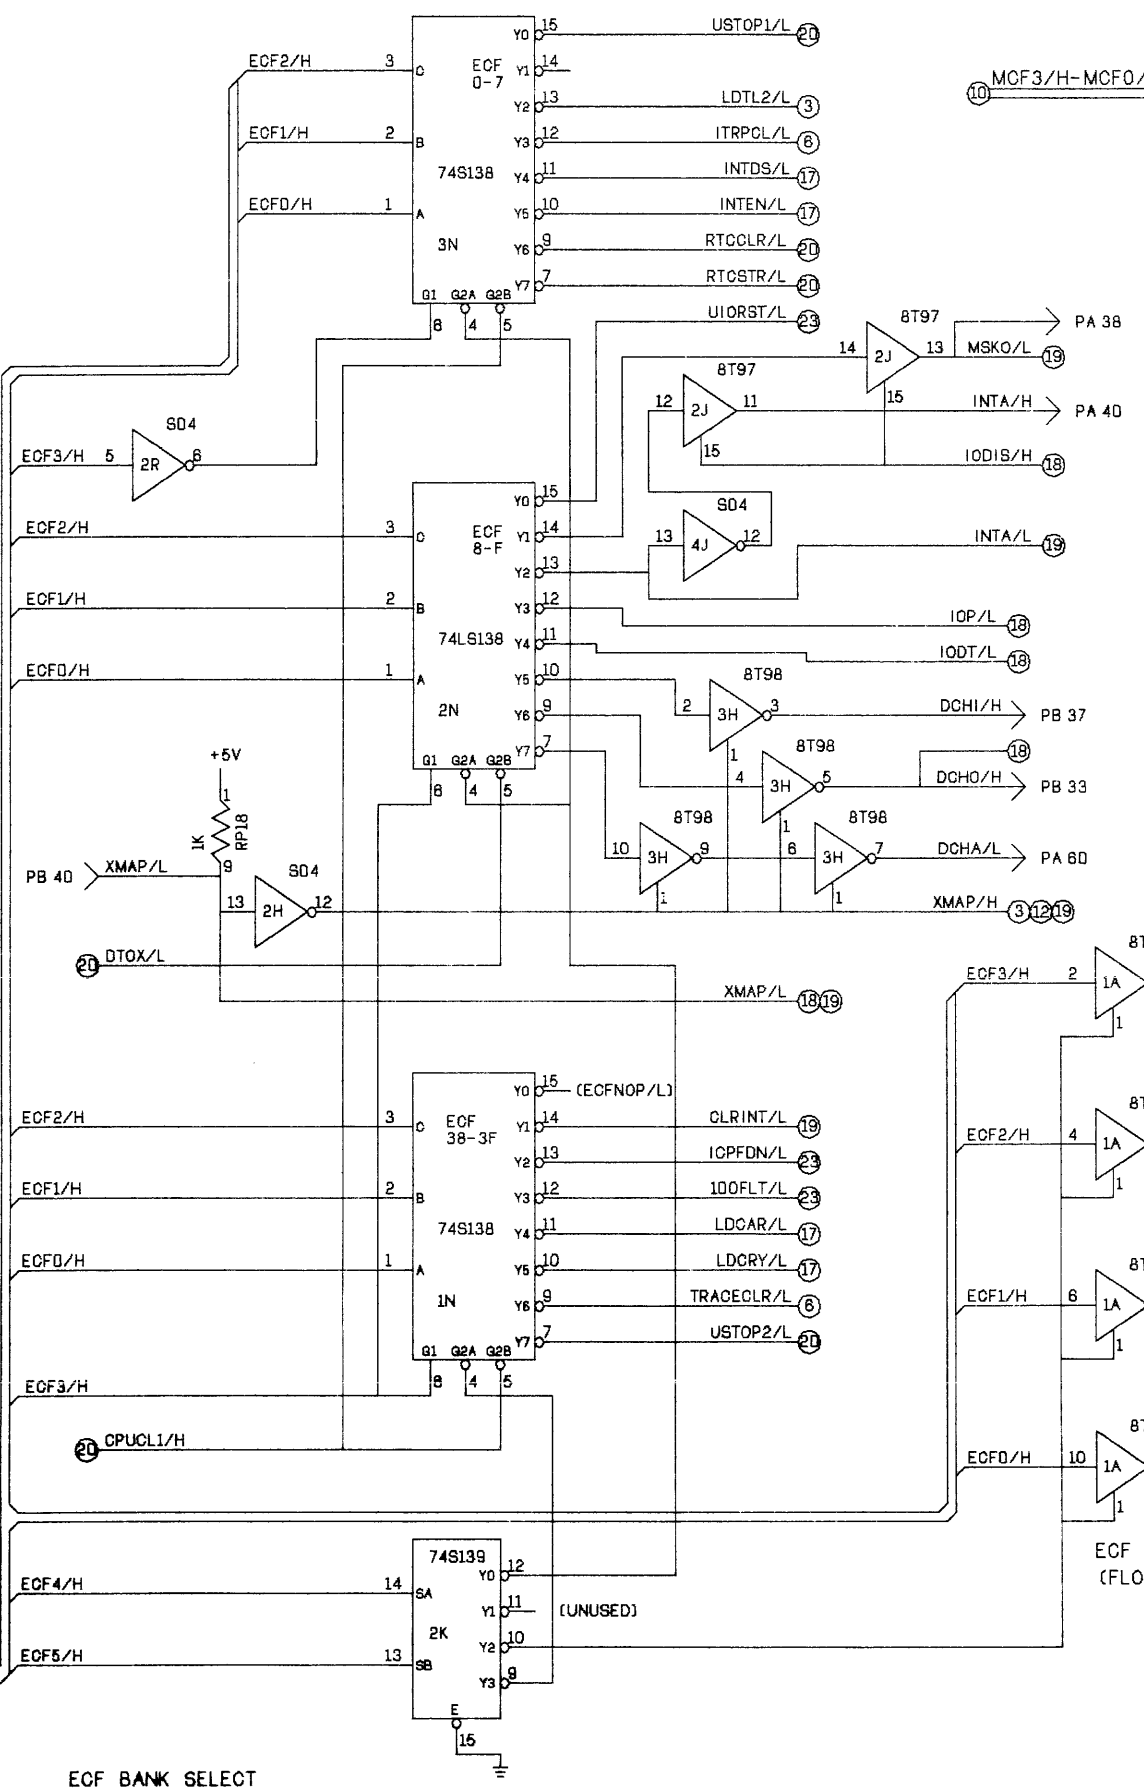 Y0 15 USTOP1/L 20
ECF2/H 3 C ECF 0-7 Y1 14
MCF3/H-MCF0/
10
Y2 13 LDTL2/L 3
ECF1/H 2 B Y3 12 ITRPCL/L 6
74S138 Y4 11 INTDS/L 17
ECF0/H 1 A Y5 10 INTEN/L 17
3N Y6 9 RTCCLR/L 20
Y7 7 RTCSTR/L 20
G1 G2A G2B
6 4 5
UIORST/L 23
8T97 PA 38
14 2J 13 MSKO/L 19
15
8T97
12 2J 11 INTA/H PA 40
15 IODIS/H 18
S04
ECF3/H 5 2R 6
Y0 15
ECF2/H 3 C ECF 8-F Y1 14
S04
13 4J 12 INTA/L 19
Y2 13
ECF1/H 2 B Y3 12 IOP/L 18
74LS138 Y4 11 IODT/L 18
ECF0/H 1 A Y5 10
8T98
2 3H 3 DCHI/H PB 37
1
2N Y6 9
8T98 18
4 3H 5 DCHO/H PB 33
1
Y7 7
G1 G2A G2B
6 4 5
+5V
1
1K RP18
9
8T98 8T98
10 3H 9 6 3H 7 DCHA/L PA 60
1 1
PB 40 XMAP/L
S04
13 2H 12 XMAP/H 3 12 19
20 DTOX/L
XMAP/L 18 19
8T
ECF3/H 2 1A
1
Y0 15 (ECFNOP/L)
ECF2/H 3 C ECF 38-3F Y1 14 CLRINT/L 19
8T
ECF2/H 4 1A
1
Y2 13 ICPFDN/L 23
ECF1/H 2 B Y3 12 100FLT/L 23
74S138 Y4 11 LDCAR/L 17
ECF0/H 1 A Y5 10 LDCRY/L 17
8T
ECF1/H 6 1A
1
1N Y6 9 TRACECLR/L 6
Y7 7 USTOP2/L 20
G1 G2A G2B
6 4 5
ECF3/H
20 CPUCL1/H
8T
ECF0/H 10 1A
1
ECF
(FLO
74S139
Y0 12
ECF4/H 14 SA
Y1 11 (UNUSED)
2K Y2 10
ECF5/H 13 SB
Y3 9
E
15
ECF BANK SELECT